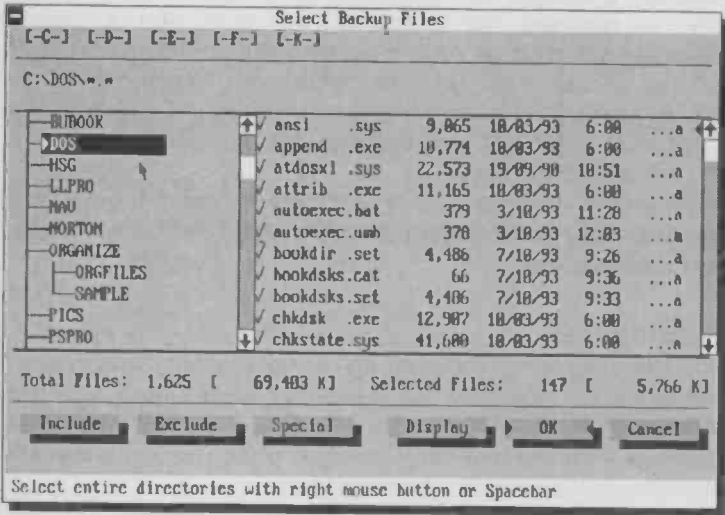 Select Backup Files
[-C-] [-D-] [-E-] [-F-] [-K-]
C:\DOS\*.*
BUBOOK
DOS
HSG
LLPRO
MAV
NORTON
ORGANIZE
ORGFILES
SAMPLE
PICS
PSPRO
√ ansi .sys 9,065 10/03/93 6:00 ...a
√ append .exe 10,774 10/03/93 6:00 ...a
√ atdosxl .sys 22,573 19/09/90 10:51 ...a
√ attrib .exe 11,165 10/03/93 6:00 ...a
√ autoexec.bat 379 3/10/93 11:28 ...a
√ autoexec.umb 378 3/10/93 12:03 ...a
√ bookdir .set 4,486 7/10/93 9:26 ...a
√ bookdsks.cat 66 7/10/93 9:36 ...a
√ bookdsks.set 4,486 7/10/93 9:33 ...a
√ chkdsk .exe 12,907 10/03/93 6:00 ...a
√ chkstate.sys 41,600 10/03/93 6:00 ...a
Total Files: 1,625 [ 69,403 K] Selected Files: 147 [ 5,766 K]
Include Exclude Special Display OK Cancel
Select entire directories with right mouse button or Spacebar